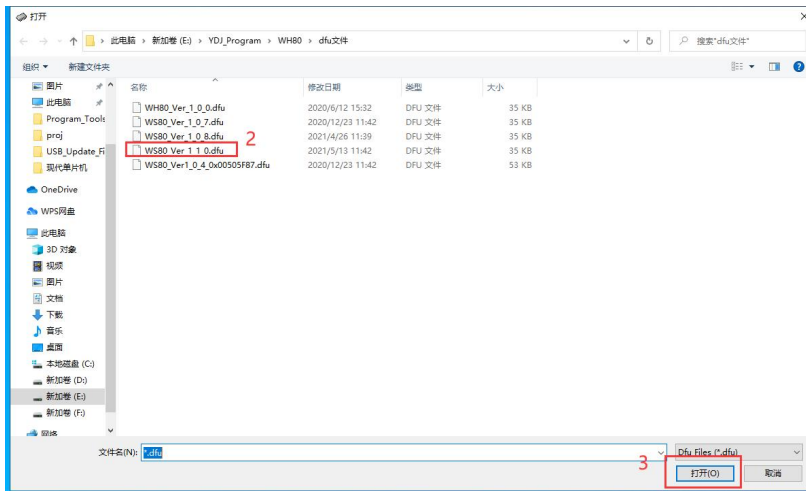 打开
此电脑 › 新加卷 (E:) › YDJ_Program › WH80 › dfu文件
搜索"dfu文件"
组织 新建文件夹
图片
此电脑
Program_Tools
proj
USB_Update_Fi
现代单片机
OneDrive
WPS网盘
此电脑
3D 对象
视频
图片
文档
下载
音乐
桌面
本地磁盘 (C:)
新加卷 (D:)
新加卷 (E:)
新加卷 (F:)
网络
名称 修改日期 类型 大小
WH80_Ver_1_0_0.dfu 2020/6/12 15:32 DFU 文件 35 KB
WS80_Ver_1_0_7.dfu 2020/12/23 11:42 DFU 文件 35 KB
WS80_Ver_1_0_8.dfu 2021/4/26 11:39 DFU 文件 35 KB
2
WS80_Ver_1_1_0.dfu 2021/5/13 11:42 DFU 文件 35 KB
WS80_Ver1_0_4_0x00505F87.dfu 2020/12/23 11:42 DFU 文件 53 KB
文件名(N): *.dfu Dfu Files (*.dfu)
3
打开(O) 取消